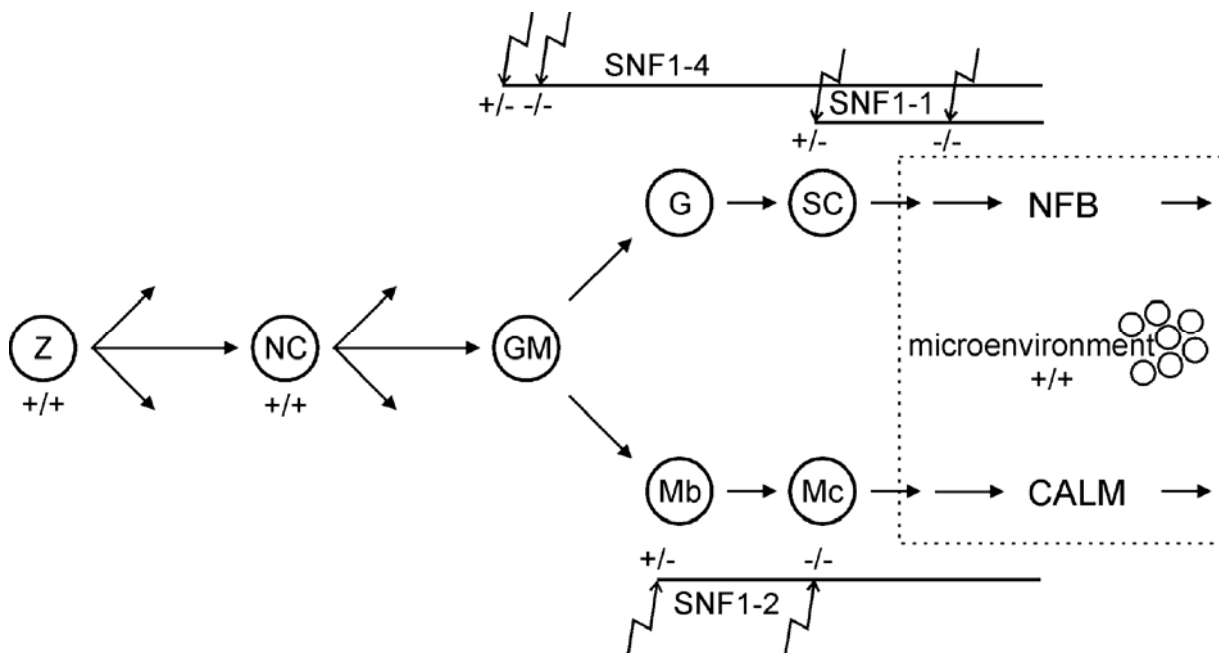 SNF1-4
+/- -/-
SNF1-1
+/- -/-
G SC NFB
Z NC GM
microenvironment
+/+ +/+ +/+
Mb Mc CALM
+/- -/-
SNF1-2